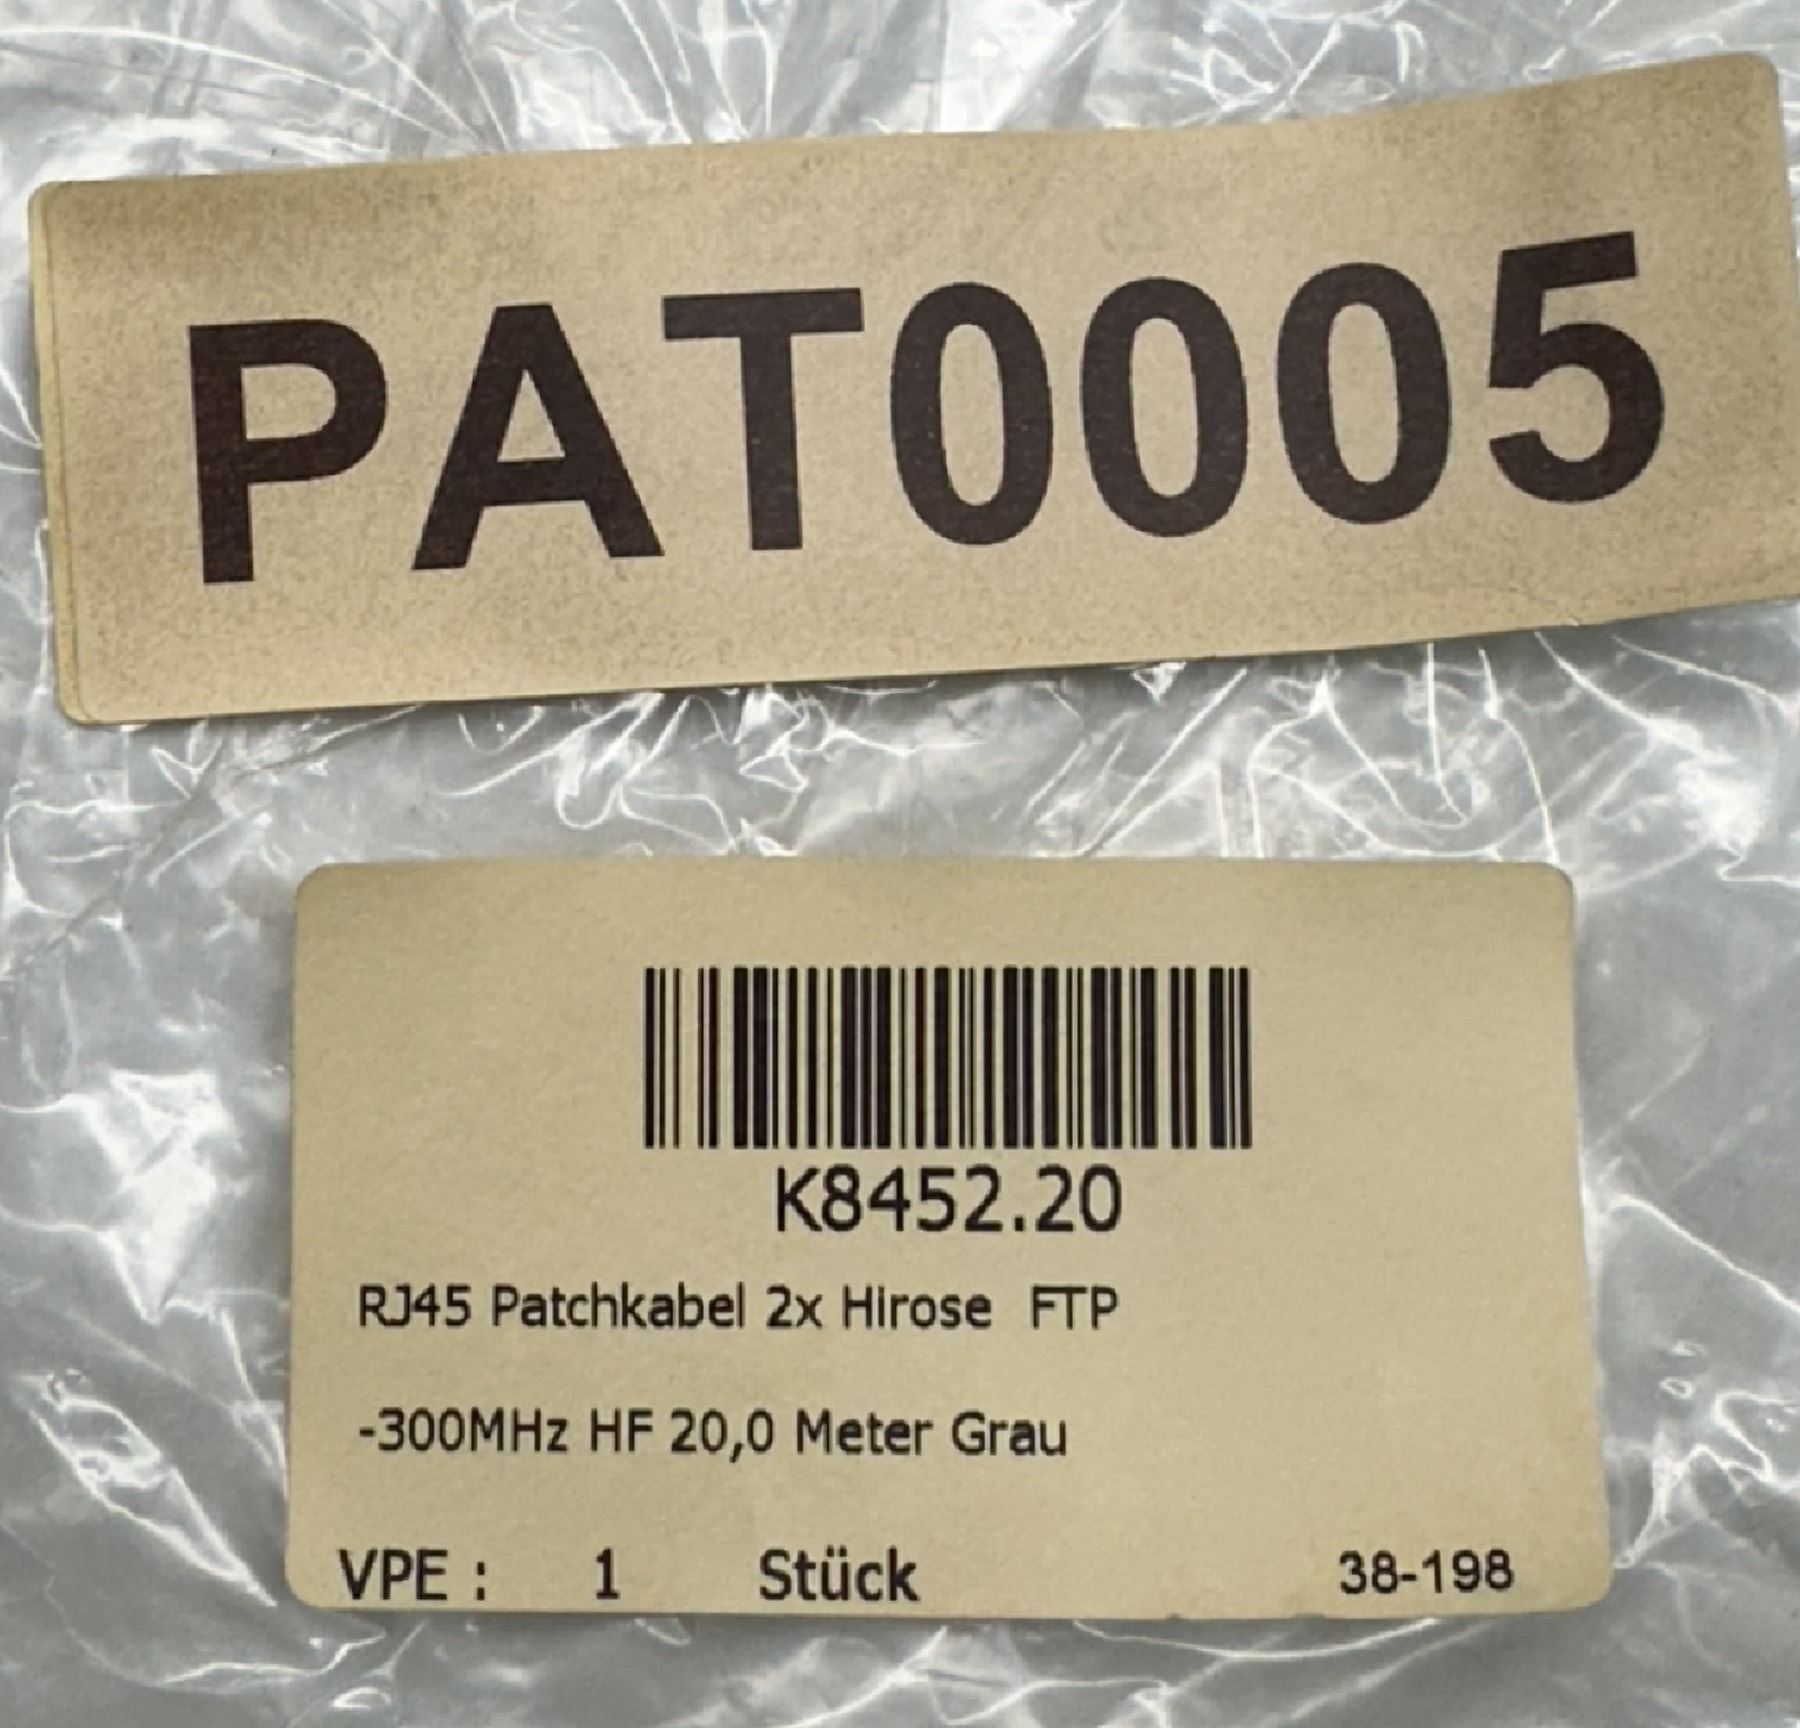 PAT0005
K8452.20
RJ45 Patchkabel 2x Hirose  FTP
-300MHz HF 20,0 Meter Grau
VPE : 1 Stück 38-198